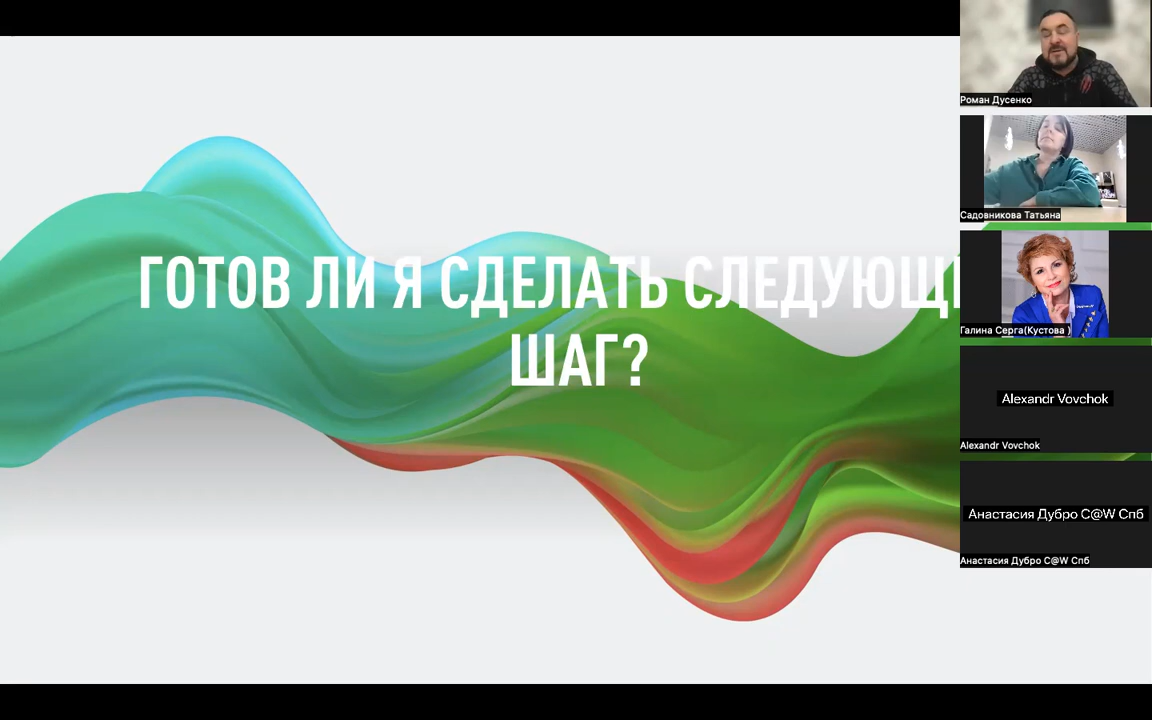 ГОТОВ ЛИ Я СДЕЛАТЬ СЛЕДУЮЩ
ШАГ?
Роман Дусенко
Садовникова Татьяна
Галина Серга(Кустова )
Alexandr Vovchok
Alexandr Vovchok
Анастасия Дубро С@W Спб
Анастасия Дубро С@W Спб